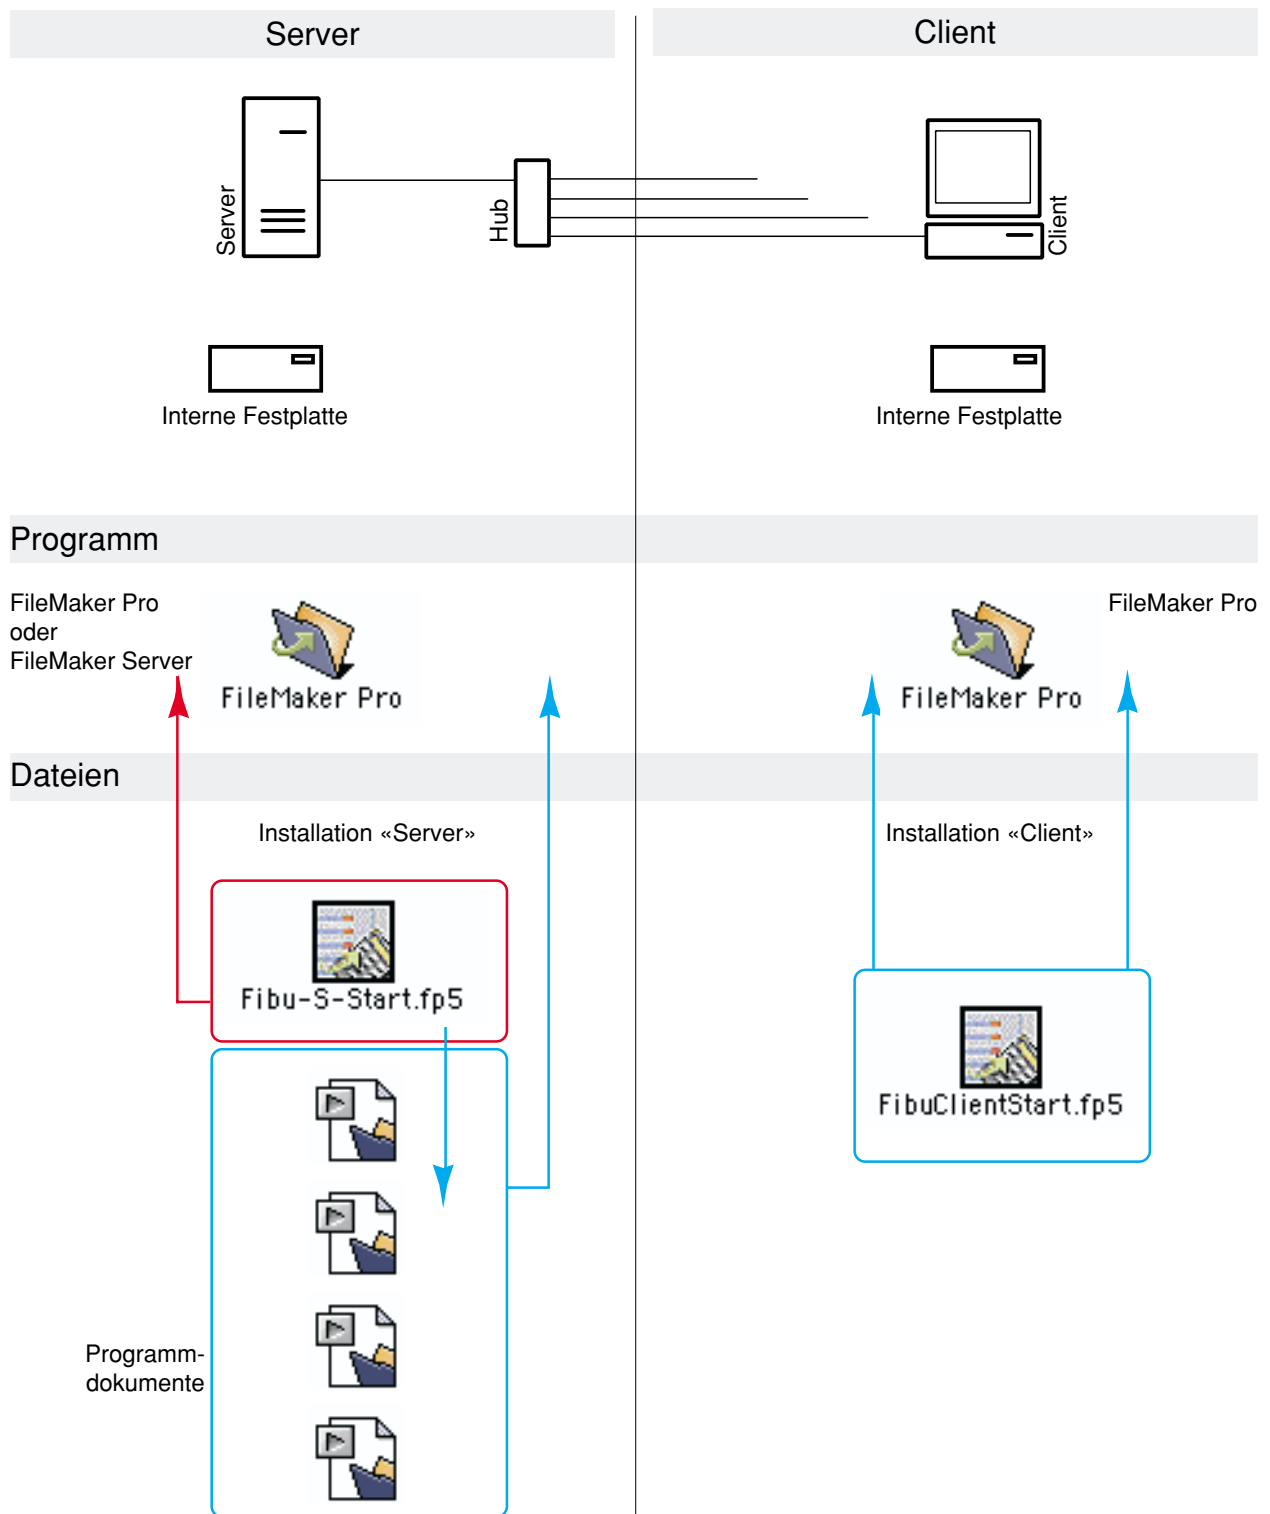 Server
Client
Server
Hub
Client
Interne Festplatte
Interne Festplatte
Programm
FileMaker Pro
oder
FileMaker Server
FileMaker Pro
FileMaker Pro
FileMaker Pro
Dateien
Installation «Server»
Installation «Client»
Fibu-S-Start.fp5
FibuClientStart.fp5
Programm-
dokumente